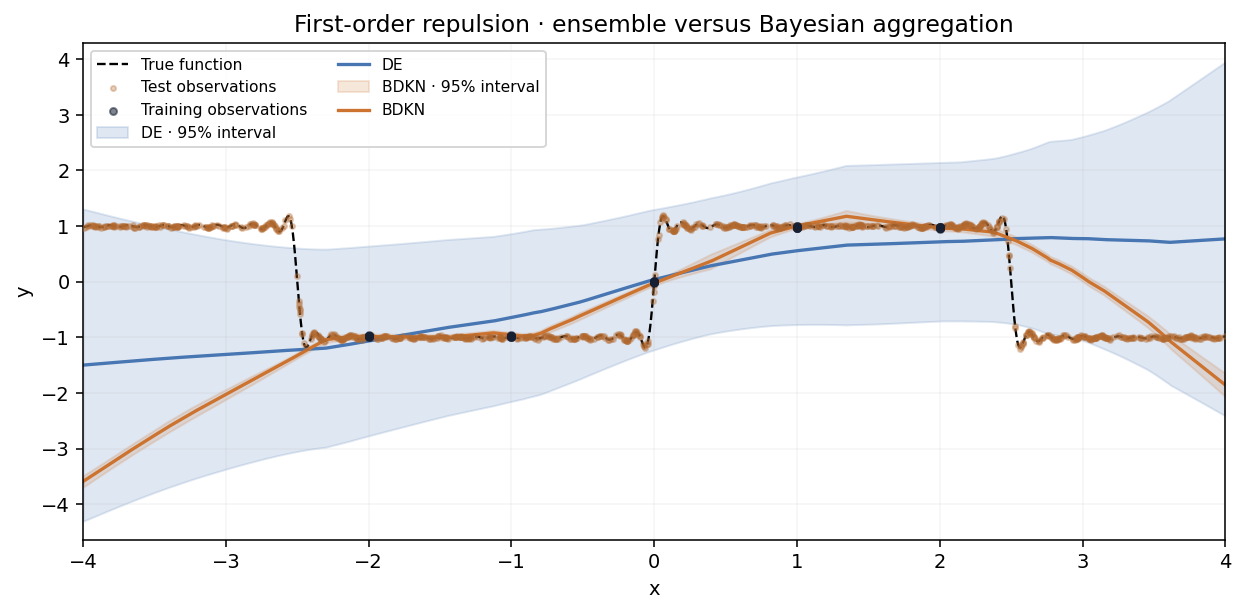 First-order repulsion · ensemble versus Bayesian aggregation
True function
Test observations
Training observations
DE · 95% interval
DE
BDKN · 95% interval
BDKN
4
3
2
1
0
−1
−2
−3
−4
y
−4
−3
−2
−1
0
1
2
3
4
x